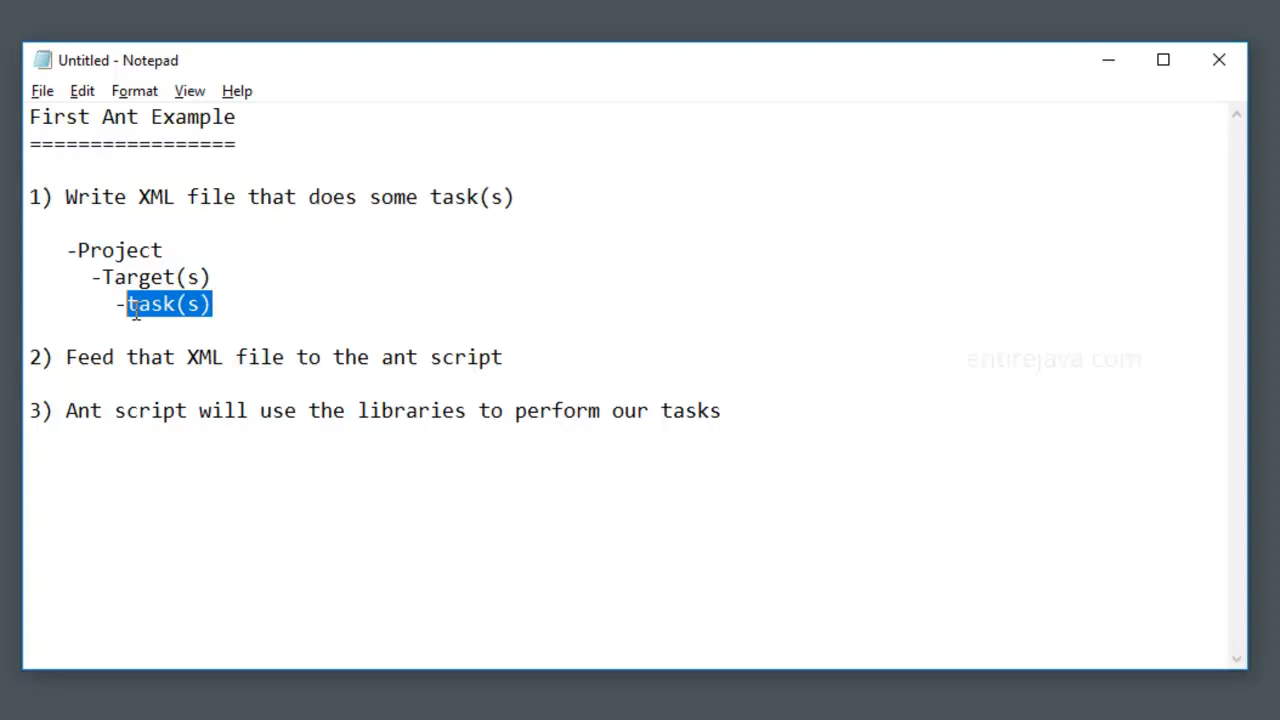 Untitled - Notepad
File Edit Format View Help
First Ant Example
=================
1) Write XML file that does some task(s)
-Project
-Target(s)
-task(s)
2) Feed that XML file to the ant script
entirejava.com
3) Ant script will use the libraries to perform our tasks